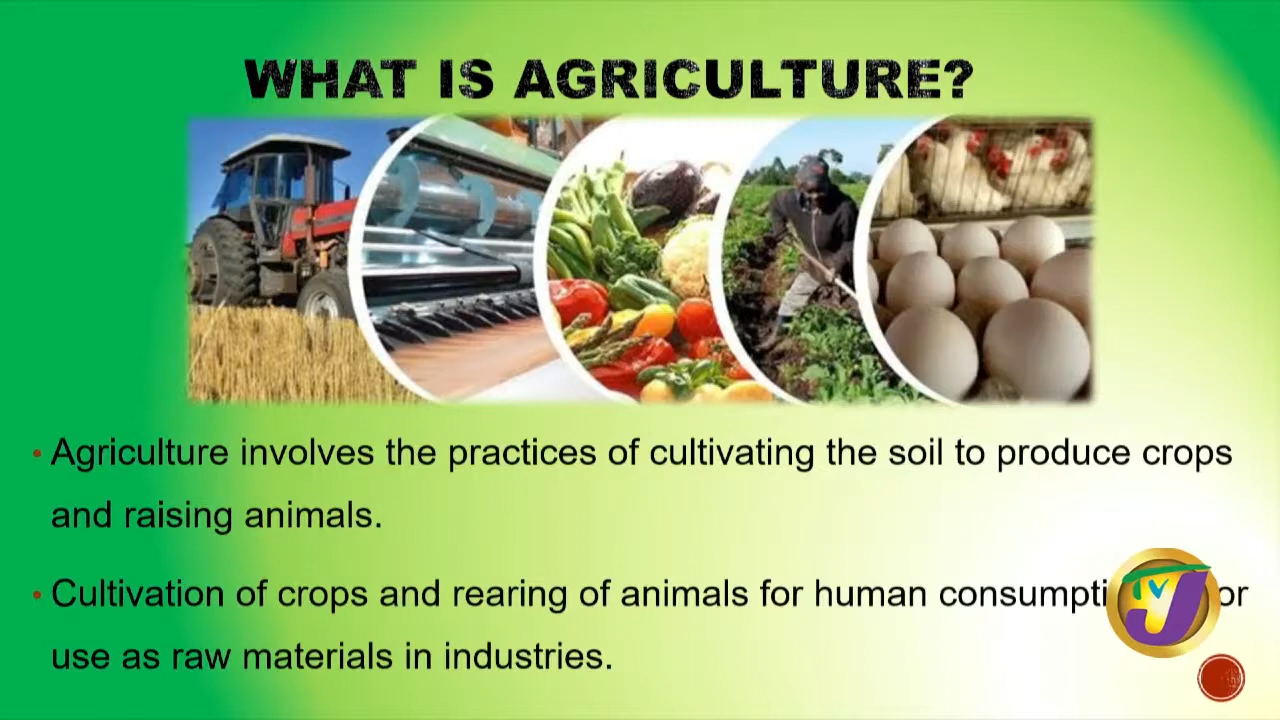 WHAT IS AGRICULTURE?
• Agriculture involves the practices of cultivating the soil to produce crops
and raising animals.
• Cultivation of crops and rearing of animals for human consumpti or
use as raw materials in industries.
TVJ